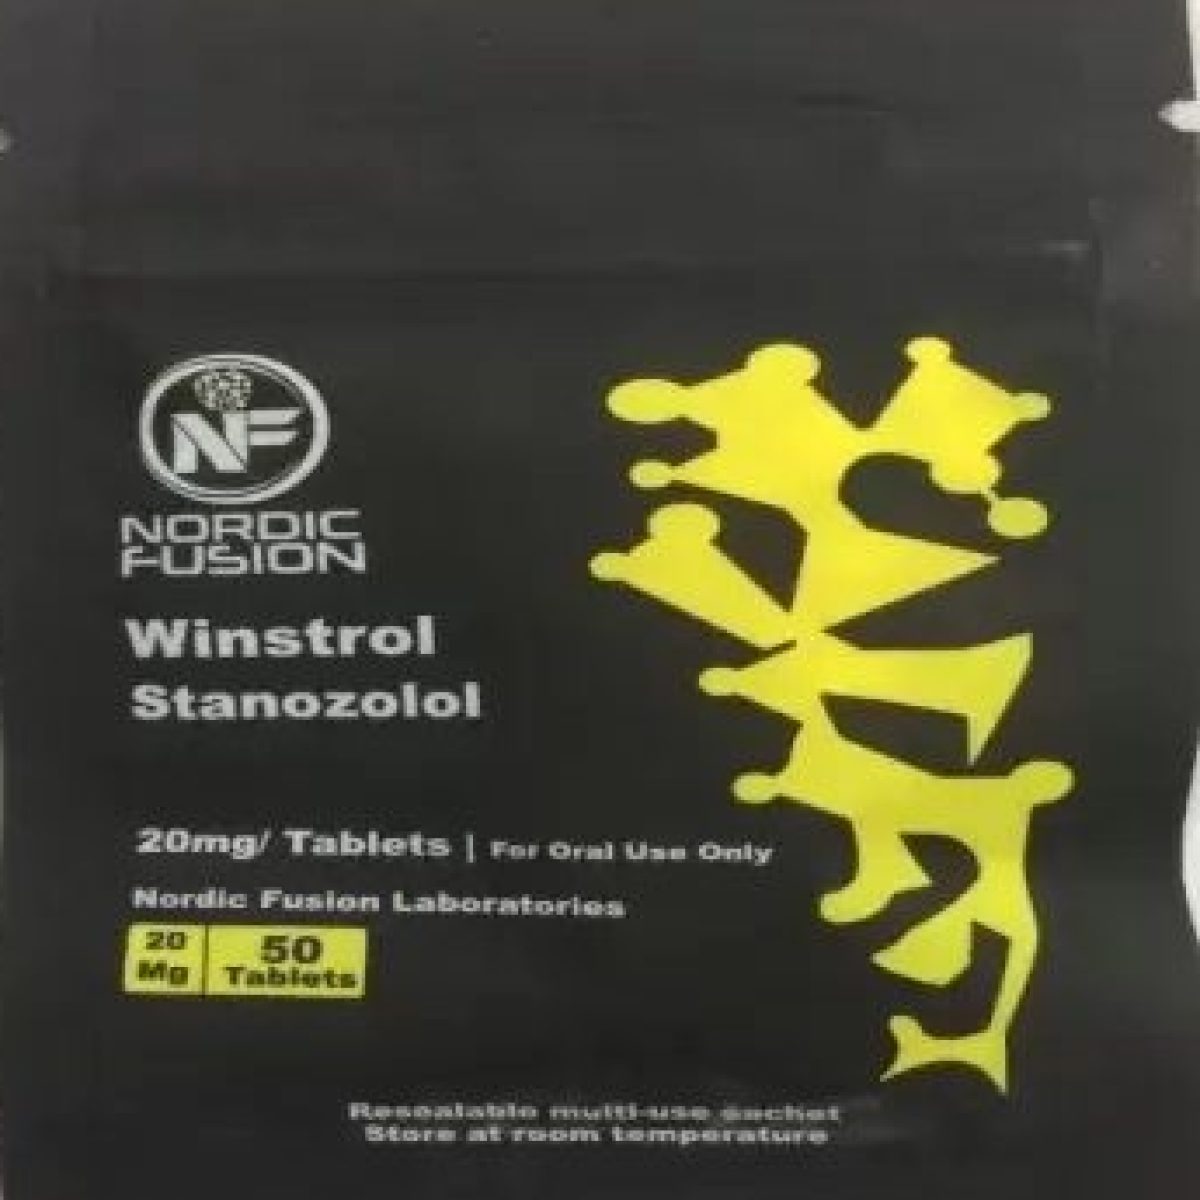 NF
NORDIC
FUSION
Winstrol
Stanozolol
20mg/ Tablets | For Oral Use Only
Nordic Fusion Laboratories
20
Mg
50
Tablets
Resealable multi-use sachet
Store at room temperature